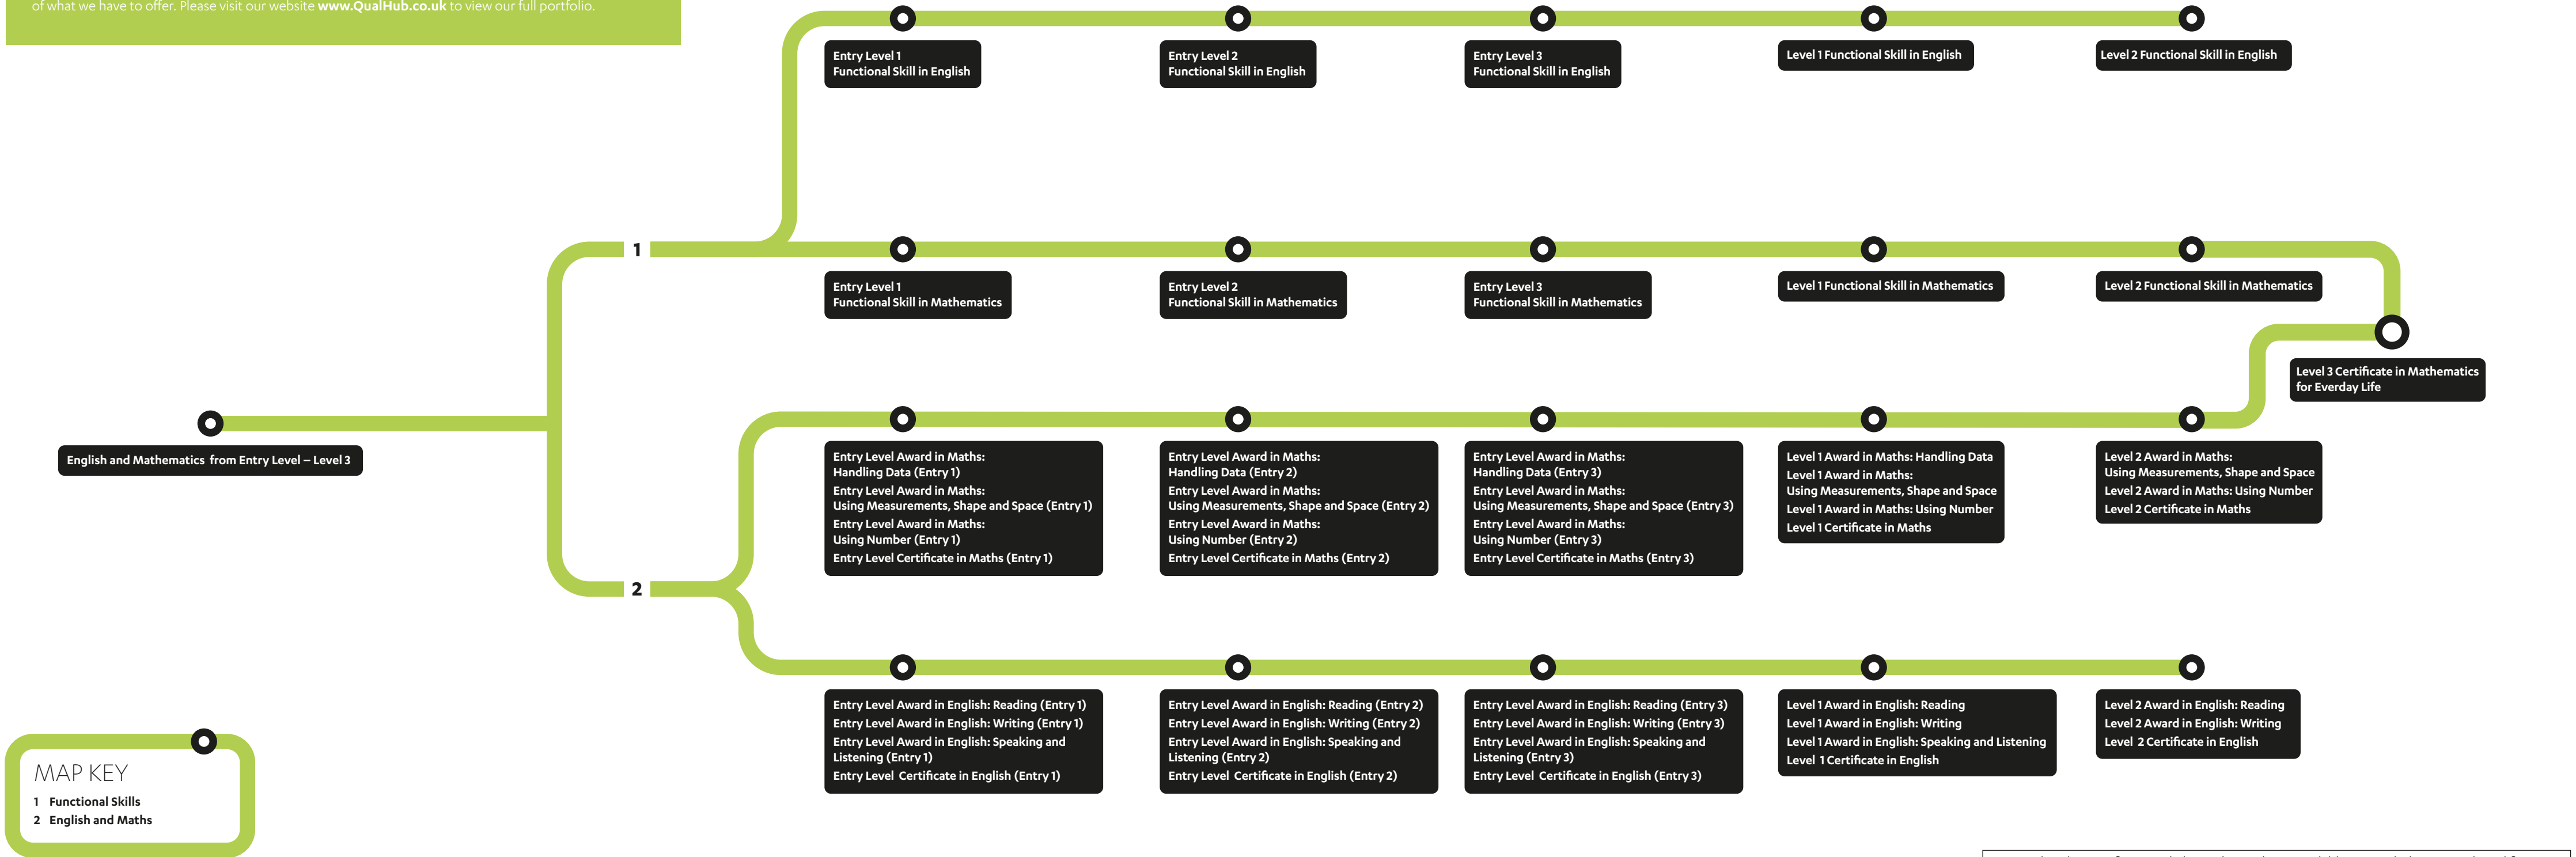 of what we have to offer. Please visit our website www.QualHub.co.uk to view our full portfolio.
Entry Level 1
Functional Skill in English
Entry Level 2
Functional Skill in English
Entry Level 3
Functional Skill in English
Level 1 Functional Skill in English
Level 2 Functional Skill in English
1
Entry Level 1
Functional Skill in Mathematics
Entry Level 2
Functional Skill in Mathematics
Entry Level 3
Functional Skill in Mathematics
Level 1 Functional Skill in Mathematics
Level 2 Functional Skill in Mathematics
Level 3 Certificate in Mathematics
for Everday Life
English and Mathematics from Entry Level – Level 3
Entry Level Award in Maths:
Handling Data (Entry 1)
Entry Level Award in Maths:
Using Measurements, Shape and Space (Entry 1)
Entry Level Award in Maths:
Using Number (Entry 1)
Entry Level Certificate in Maths (Entry 1)
Entry Level Award in Maths:
Handling Data (Entry 2)
Entry Level Award in Maths:
Using Measurements, Shape and Space (Entry 2)
Entry Level Award in Maths:
Using Number (Entry 2)
Entry Level Certificate in Maths (Entry 2)
Entry Level Award in Maths:
Handling Data (Entry 3)
Entry Level Award in Maths:
Using Measurements, Shape and Space (Entry 3)
Entry Level Award in Maths:
Using Number (Entry 3)
Entry Level Certificate in Maths (Entry 3)
Level 1 Award in Maths: Handling Data
Level 1 Award in Maths:
Using Measurements, Shape and Space
Level 1 Award in Maths: Using Number
Level 1 Certificate in Maths
Level 2 Award in Maths:
Using Measurements, Shape and Space
Level 2 Award in Maths: Using Number
Level 2 Certificate in Maths
2
Entry Level Award in English: Reading (Entry 1)
Entry Level Award in English: Writing (Entry 1)
Entry Level Award in English: Speaking and
Listening (Entry 1)
Entry Level Certificate in English (Entry 1)
Entry Level Award in English: Reading (Entry 2)
Entry Level Award in English: Writing (Entry 2)
Entry Level Award in English: Speaking and
Listening (Entry 2)
Entry Level Certificate in English (Entry 2)
Entry Level Award in English: Reading (Entry 3)
Entry Level Award in English: Writing (Entry 3)
Entry Level Award in English: Speaking and
Listening (Entry 3)
Entry Level Certificate in English (Entry 3)
Level 1 Award in English: Reading
Level 1 Award in English: Writing
Level 1 Award in English: Speaking and Listening
Level 1 Certificate in English
Level 2 Award in English: Reading
Level 2 Award in English: Writing
Level 2 Certificate in English
MAP KEY
1 Functional Skills
2 English and Maths